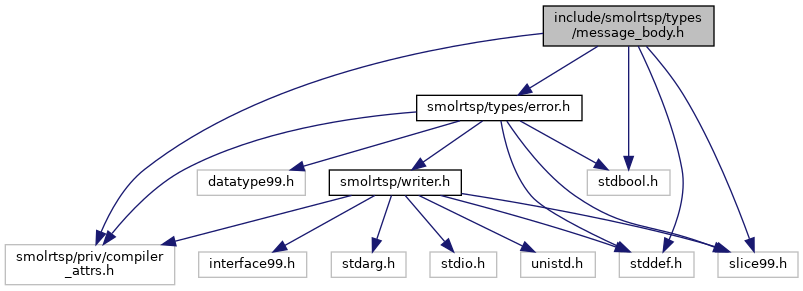 include/smolrtsp/types
/message_body.h
smolrtsp/types/error.h
datatype99.h
smolrtsp/writer.h
stdbool.h
smolrtsp/priv/compiler
_attrs.h
interface99.h
stdarg.h
stdio.h
unistd.h
stddef.h
slice99.h